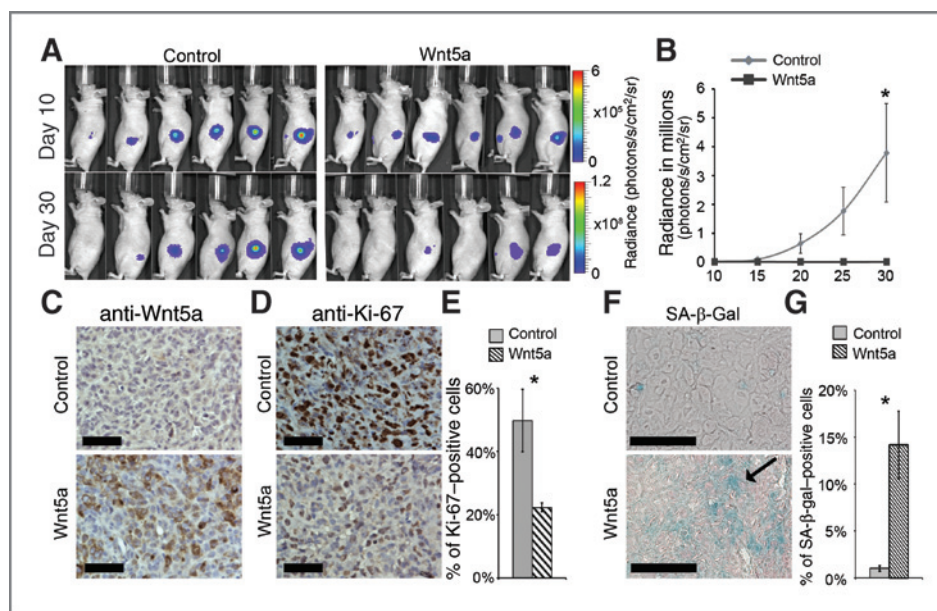 A
Control
Wnt5a
Day 10
Day 30
6
x10⁵
0
1.2
x10⁸
0
Radiance (photons/s/cm²/sr)
B
Control
Wnt5a
*
Radiance in millions
(photons/s/cm²/sr)
6
5
4
3
2
1
0
10 15 20 25 30
C
anti-Wnt5a
Control
Wnt5a
D
anti-Ki-67
Control
Wnt5a
E
Control
Wnt5a
*
% of Ki-67–positive cells
60%
40%
20%
0%
F
SA-β-Gal
Control
Wnt5a
G
Control
Wnt5a
*
% of SA-β-gal–positive cells
20%
15%
10%
5%
0%